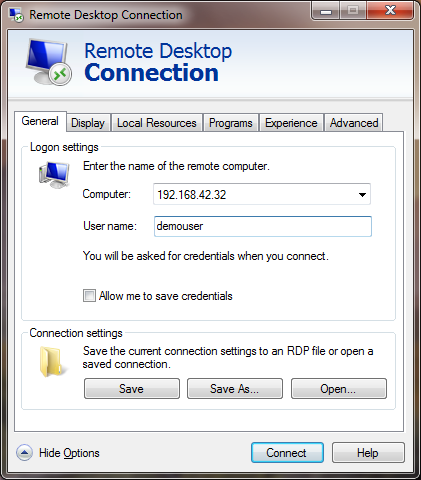 Remote Desktop Connection
Remote Desktop
Connection
General Display Local Resources Programs Experience Advanced
Logon settings
Enter the name of the remote computer.
Computer: 192.168.42.32
User name: demouser
You will be asked for credentials when you connect.
Allow me to save credentials
Connection settings
Save the current connection settings to an RDP file or open a
saved connection.
Save Save As... Open...
Hide Options Connect Help